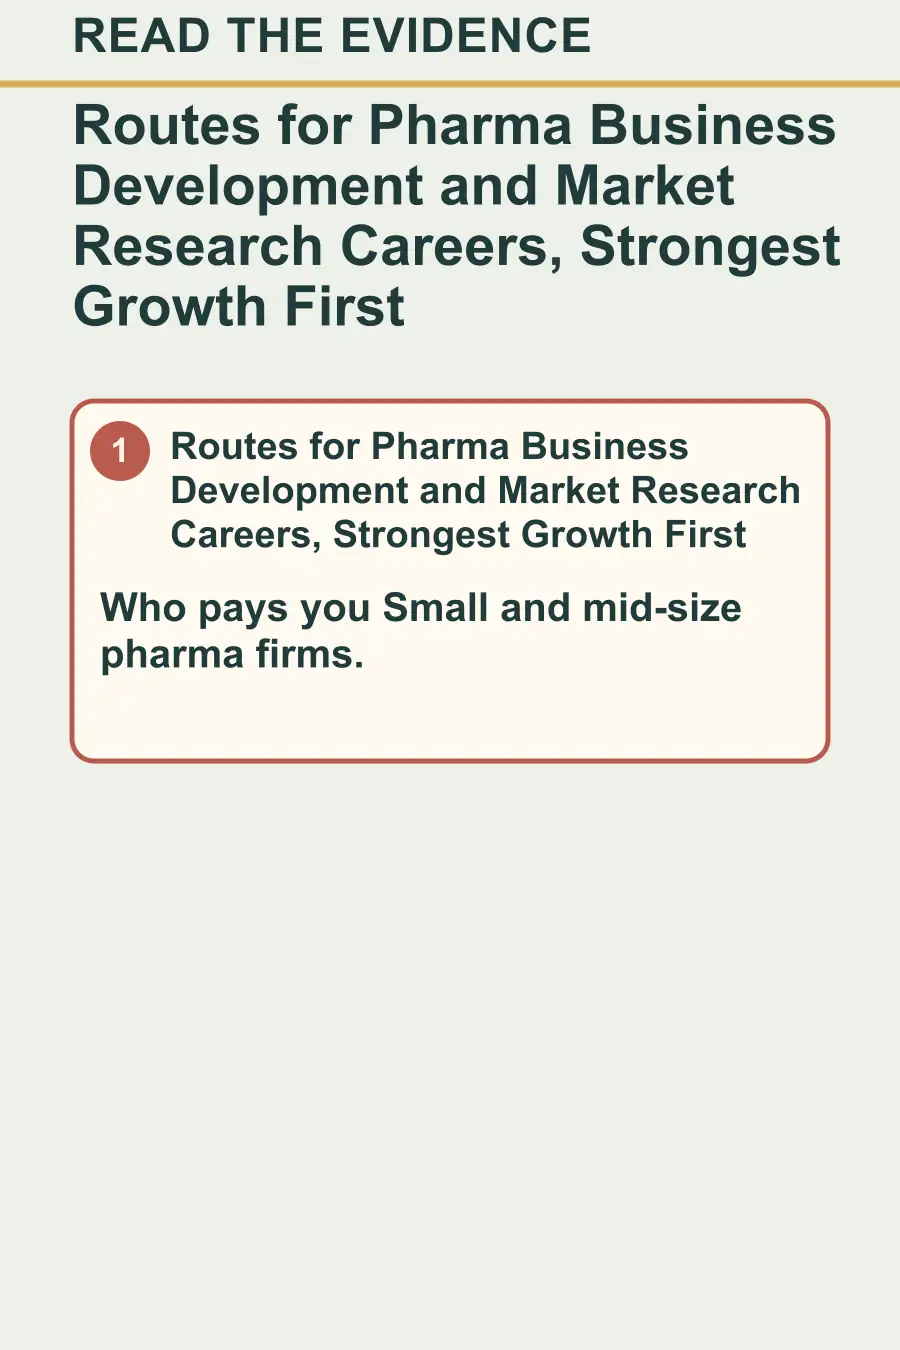 READ THE EVIDENCE
Routes for Pharma Business
Development and Market
Research Careers, Strongest
Growth First
1
Routes for Pharma Business
Development and Market Research
Careers, Strongest Growth First
Who pays you Small and mid-size
pharma firms.